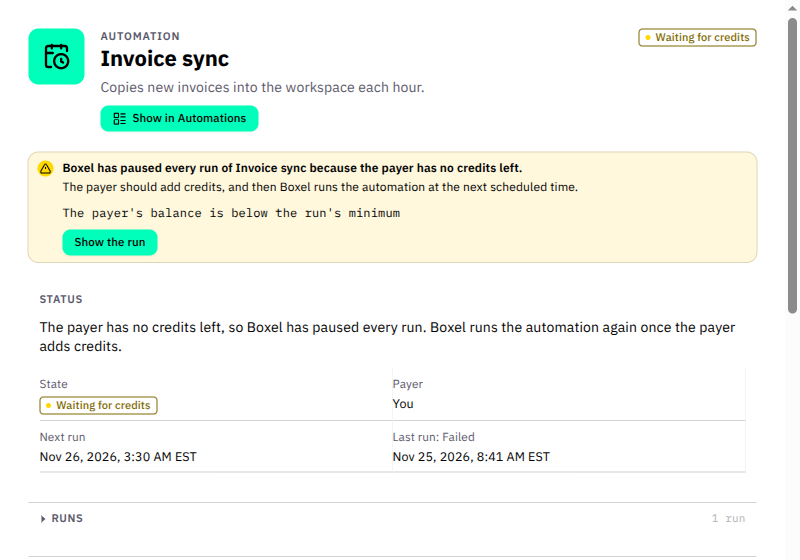 AUTOMATION
Invoice sync
Waiting for credits
Copies new invoices into the workspace each hour.
Show in Automations
Boxel has paused every run of Invoice sync because the payer has no credits left.
The payer should add credits, and then Boxel runs the automation at the next scheduled time.
The payer's balance is below the run's minimum
Show the run
STATUS
The payer has no credits left, so Boxel has paused every run. Boxel runs the automation again once the payer
adds credits.
State
Payer
Waiting for credits
You
Next run
Last run: Failed
Nov 26, 2026, 3:30 AM EST
Nov 25, 2026, 8:41 AM EST
RUNS
1 run